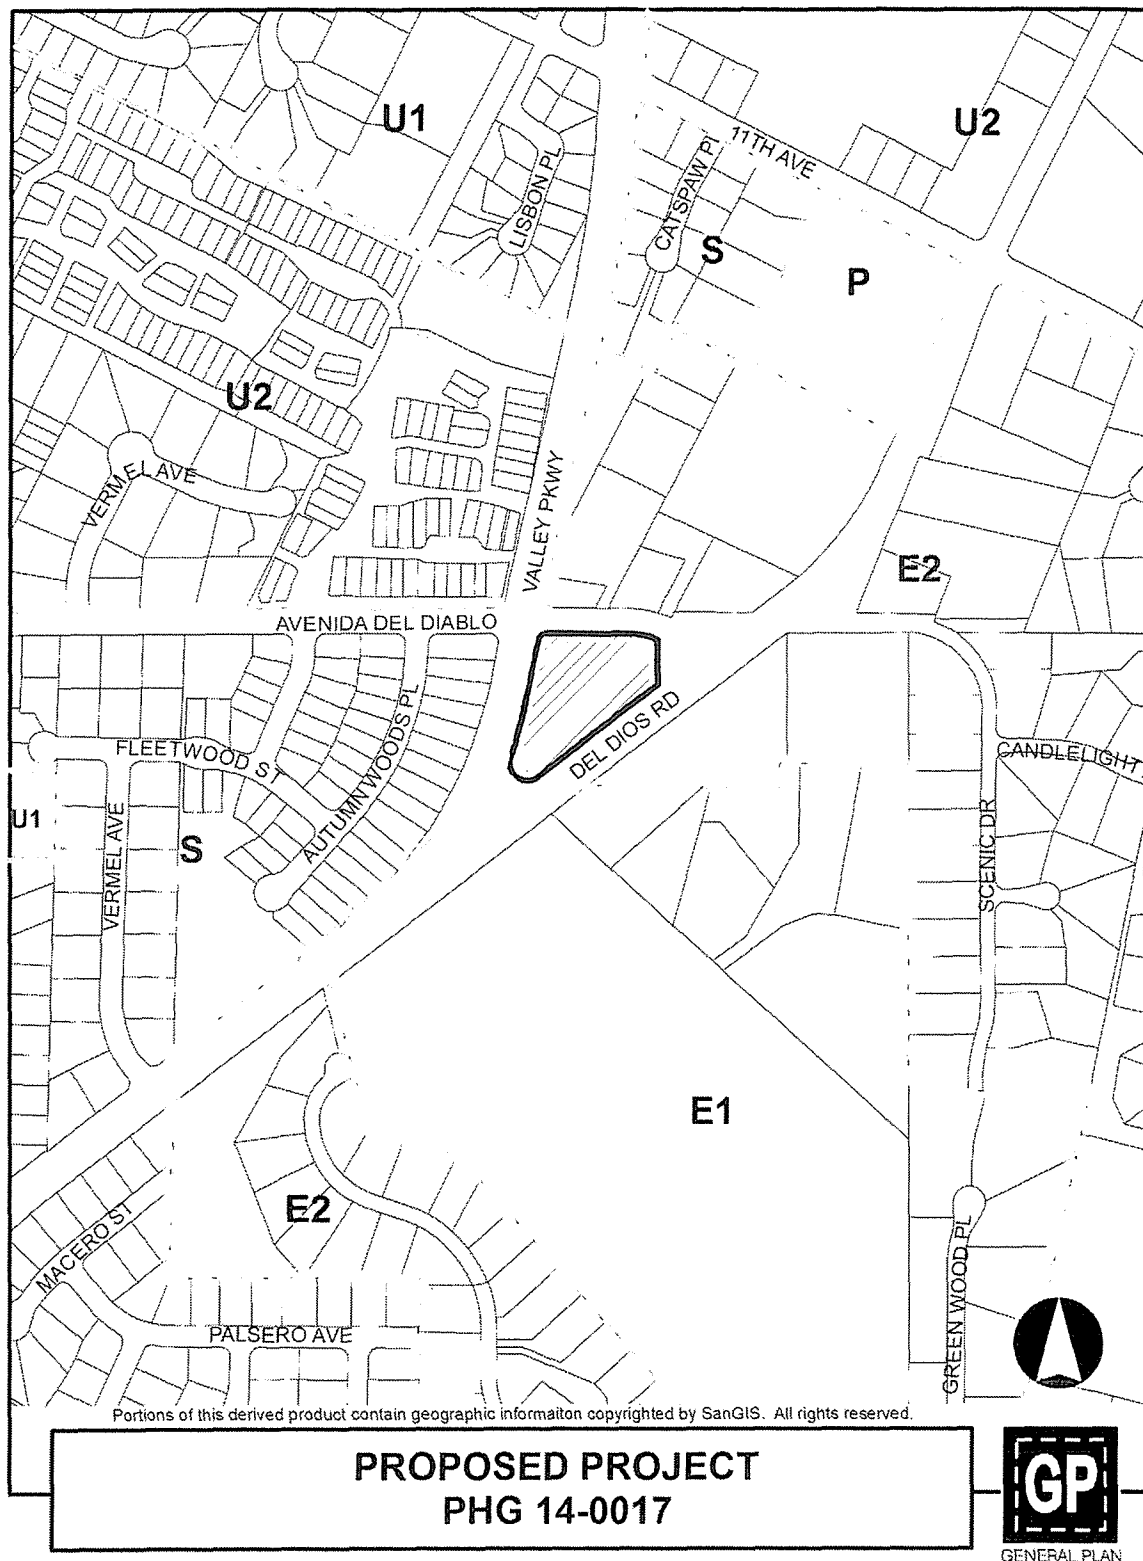 U1
U2
LISBON PL
CATSPAW PL
11TH AVE
S
P
U2
VERMEL AVE
VALLEY PKWY
E2
AVENIDA DEL DIABLO
FLEETWOOD ST
AUTUMNWOODS PL
DEL DIOS RD
CANDLELIGHT
U1
VERMEL AVE
S
SCENIC DR
E1
E2
MACERO ST
GREEN WOOD PL
PALSERO AVE
Portions of this derived product contain geographic informaiton copyrighted by SanGIS. All rights reserved.
PROPOSED PROJECT
PHG 14-0017
GP
GENERAL PLAN